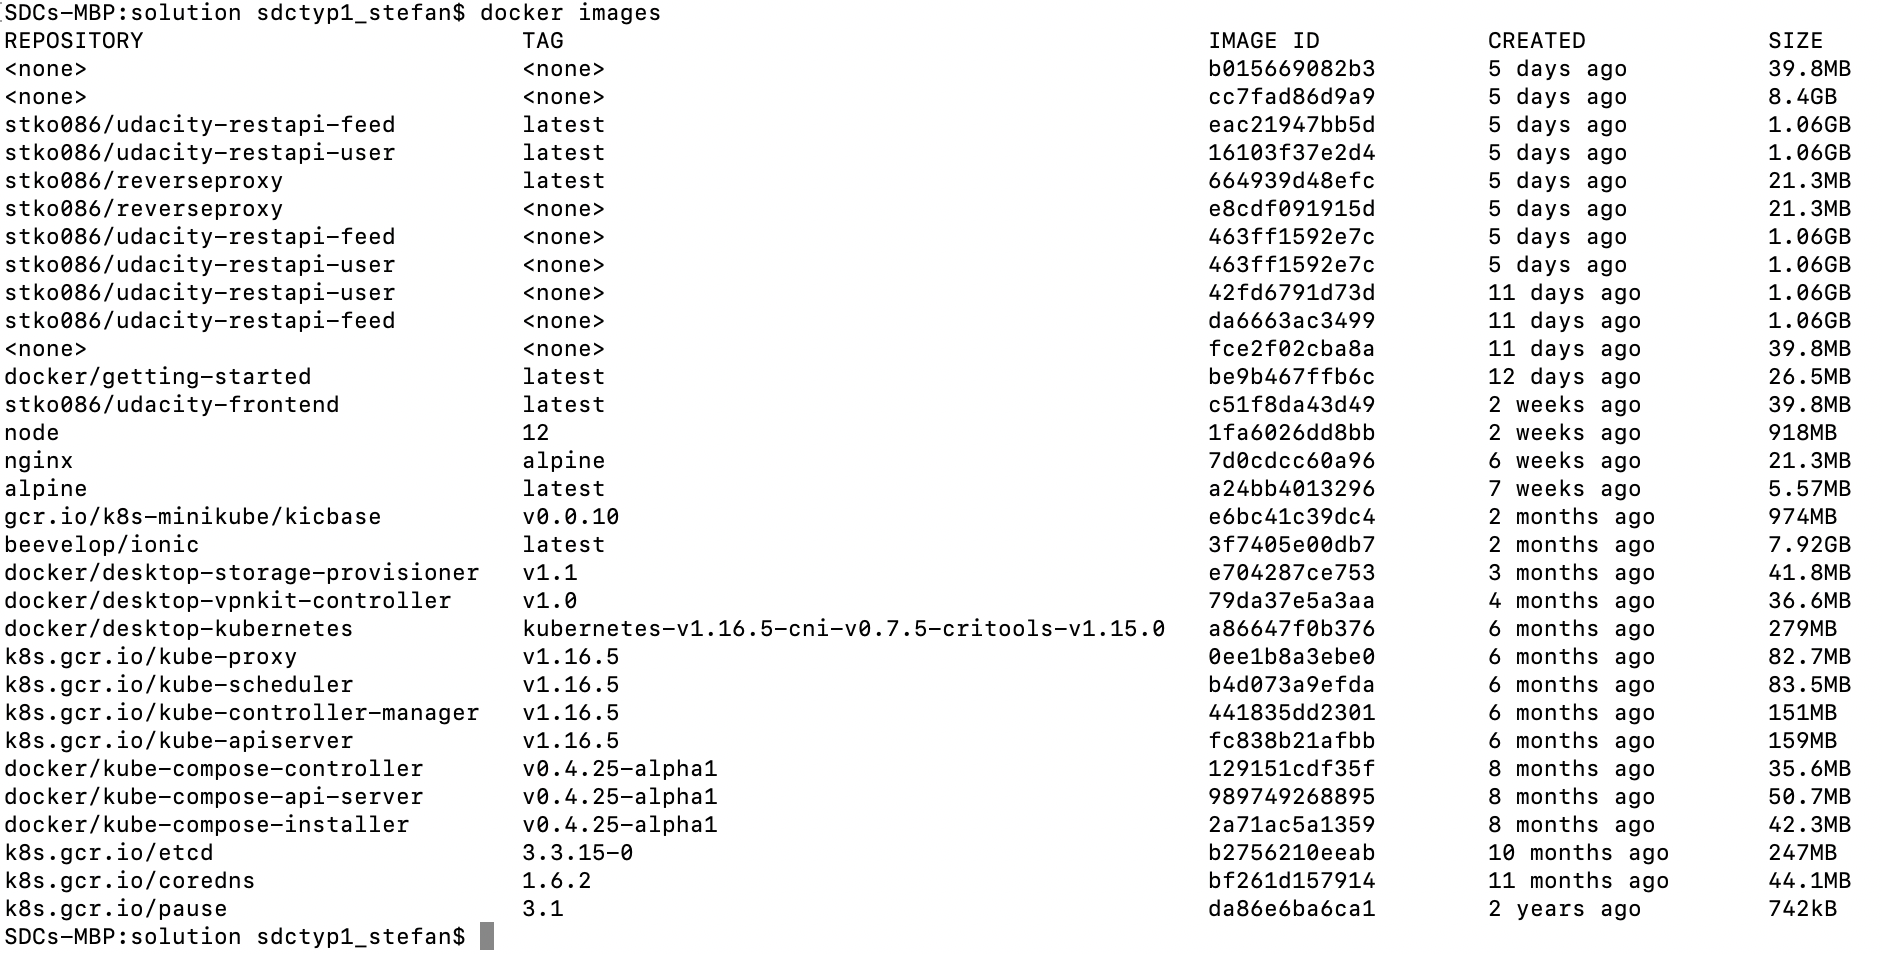 SDCs-MBP:solution sdctyp1_stefan$ docker images
REPOSITORY TAG IMAGE ID CREATED SIZE
<none> <none> b015669082b3 5 days ago 39.8MB
<none> <none> cc7fad86d9a9 5 days ago 8.4GB
stko086/udacity-restapi-feed latest eac21947bb5d 5 days ago 1.06GB
stko086/udacity-restapi-user latest 16103f37e2d4 5 days ago 1.06GB
stko086/reverseproxy latest 664939d48efc 5 days ago 21.3MB
stko086/reverseproxy <none> e8cdf091915d 5 days ago 21.3MB
stko086/udacity-restapi-feed <none> 463ff1592e7c 5 days ago 1.06GB
stko086/udacity-restapi-user <none> 463ff1592e7c 5 days ago 1.06GB
stko086/udacity-restapi-user <none> 42fd6791d73d 11 days ago 1.06GB
stko086/udacity-restapi-feed <none> da6663ac3499 11 days ago 1.06GB
<none> <none> fce2f02cba8a 11 days ago 39.8MB
docker/getting-started latest be9b467ffb6c 12 days ago 26.5MB
stko086/udacity-frontend latest c51f8da43d49 2 weeks ago 39.8MB
node 12 1fa6026dd8bb 2 weeks ago 918MB
nginx alpine 7d0cdcc60a96 6 weeks ago 21.3MB
alpine latest a24bb4013296 7 weeks ago 5.57MB
gcr.io/k8s-minikube/kicbase v0.0.10 e6bc41c39dc4 2 months ago 974MB
beevelop/ionic latest 3f7405e00db7 2 months ago 7.92GB
docker/desktop-storage-provisioner v1.1 e704287ce753 3 months ago 41.8MB
docker/desktop-vpnkit-controller v1.0 79da37e5a3aa 4 months ago 36.6MB
docker/desktop-kubernetes kubernetes-v1.16.5-cni-v0.7.5-critools-v1.15.0 a86647f0b376 6 months ago 279MB
k8s.gcr.io/kube-proxy v1.16.5 0ee1b8a3ebe0 6 months ago 82.7MB
k8s.gcr.io/kube-scheduler v1.16.5 b4d073a9efda 6 months ago 83.5MB
k8s.gcr.io/kube-controller-manager v1.16.5 441835dd2301 6 months ago 151MB
k8s.gcr.io/kube-apiserver v1.16.5 fc838b21afbb 6 months ago 159MB
docker/kube-compose-controller v0.4.25-alpha1 129151cdf35f 8 months ago 35.6MB
docker/kube-compose-api-server v0.4.25-alpha1 989749268895 8 months ago 50.7MB
docker/kube-compose-installer v0.4.25-alpha1 2a71ac5a1359 8 months ago 42.3MB
k8s.gcr.io/etcd 3.3.15-0 b2756210eeab 10 months ago 247MB
k8s.gcr.io/coredns 1.6.2 bf261d157914 11 months ago 44.1MB
k8s.gcr.io/pause 3.1 da86e6ba6ca1 2 years ago 742kB
SDCs-MBP:solution sdctyp1_stefan$